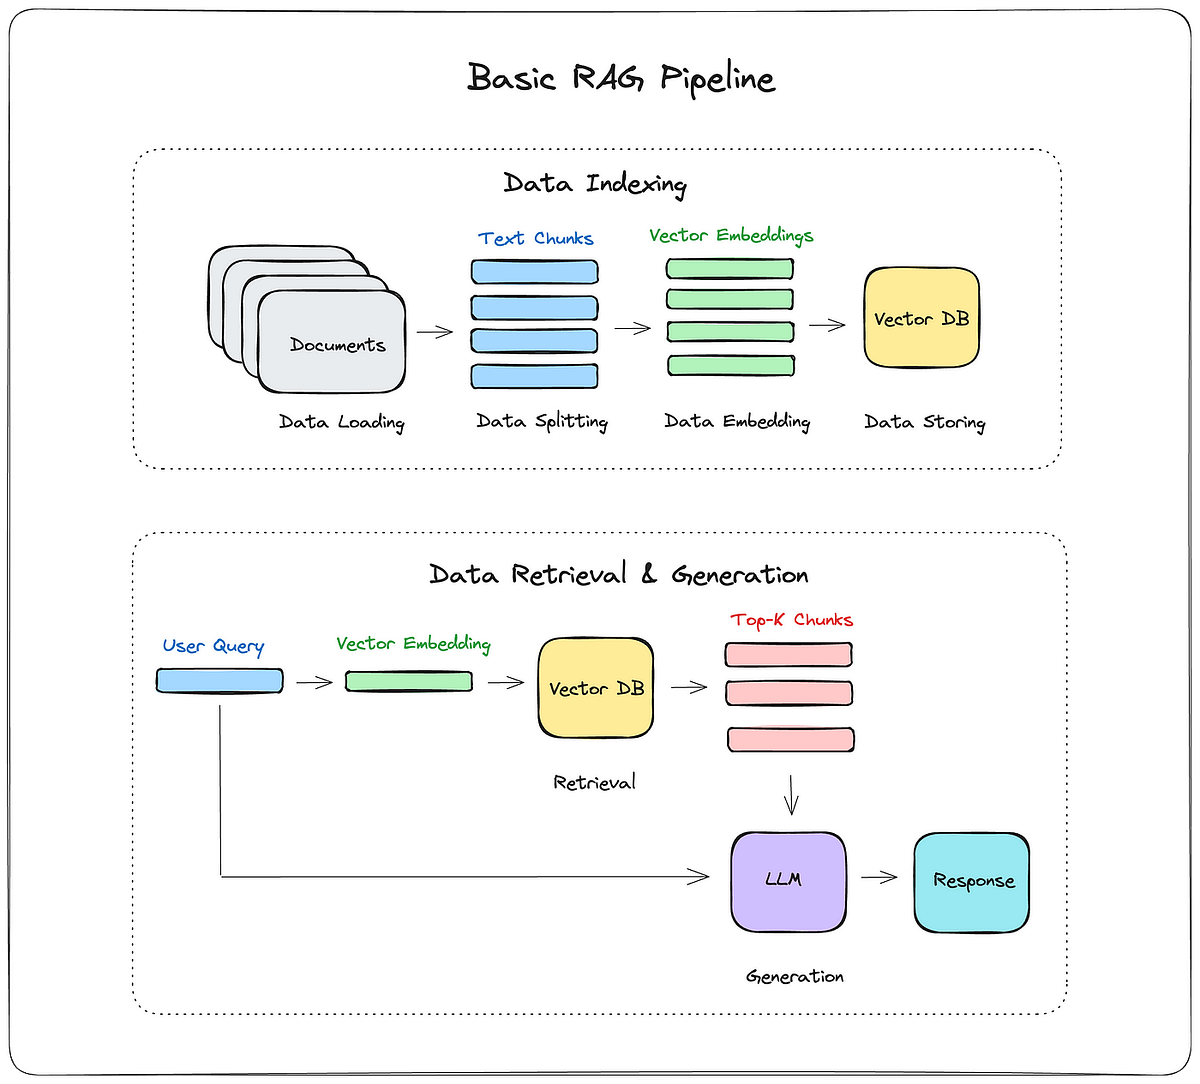 Basic RAG Pipeline
Data Indexing
Text Chunks
Vector Embeddings
Documents
Vector DB
Data Loading
Data Splitting
Data Embedding
Data Storing
Data Retrieval & Generation
User Query
Vector Embedding
Top-K Chunks
Vector DB
Retrieval
LLM
Response
Generation